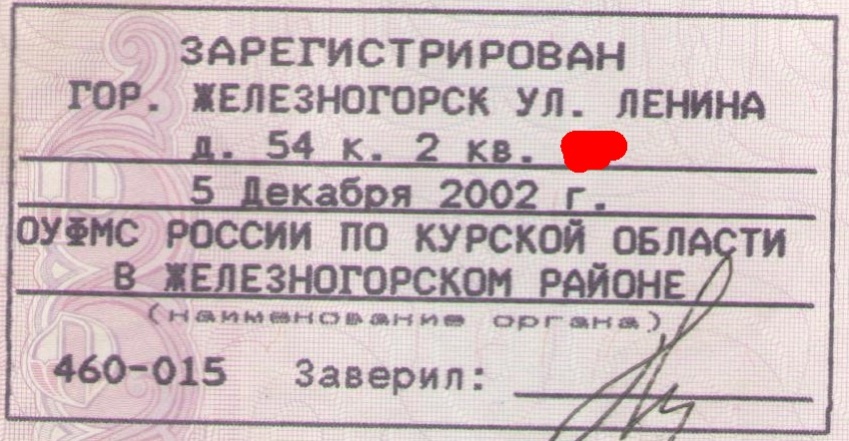 ЗАРЕГИСТРИРОВАН
ГОР. ЖЕЛЕЗНОГОРСК УЛ. ЛЕНИНА
д. 54 к. 2 кв.
5 Декабря 2002 г.
ОУФМС РОССИИ ПО КУРСКОЙ ОБЛАСТИ
В ЖЕЛЕЗНОГОРСКОМ РАЙОНЕ
(наименование органа)
460-015 Заверил: